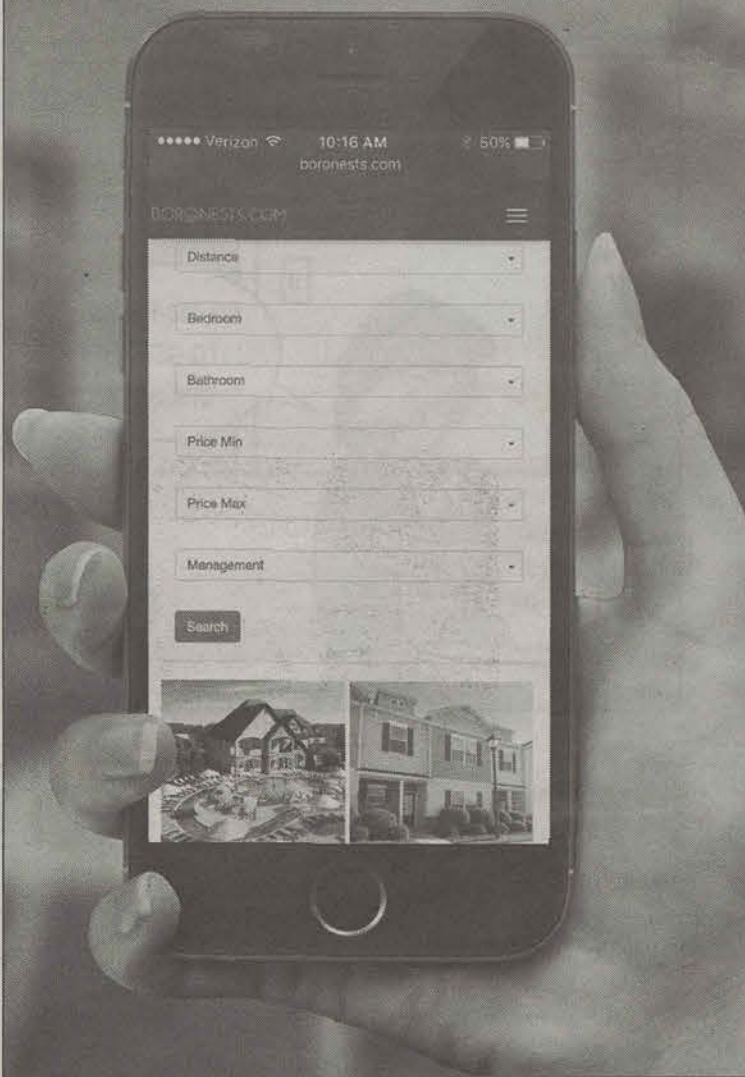 Verizon 10:16 AM 50%
boronests.com
BORONESTS.COM
Distance
Bedroom
Bathroom
Price Min
Price Max
Management
Search